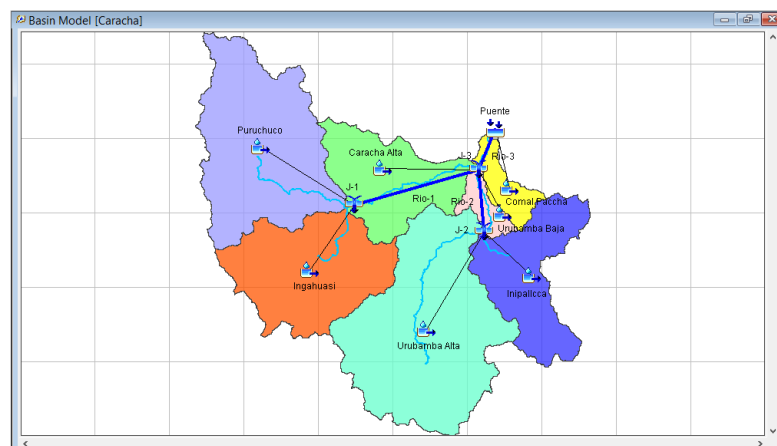 Basin Model [Caracha]
Puente
Puruchuco
Caracha Alta
J-3
Rio-3
J-1
Rio-1
Rio-2
Corral Paccha
J-2
Urubamba Baja
Ingahuasi
Inipallcca
Urubamba Alta